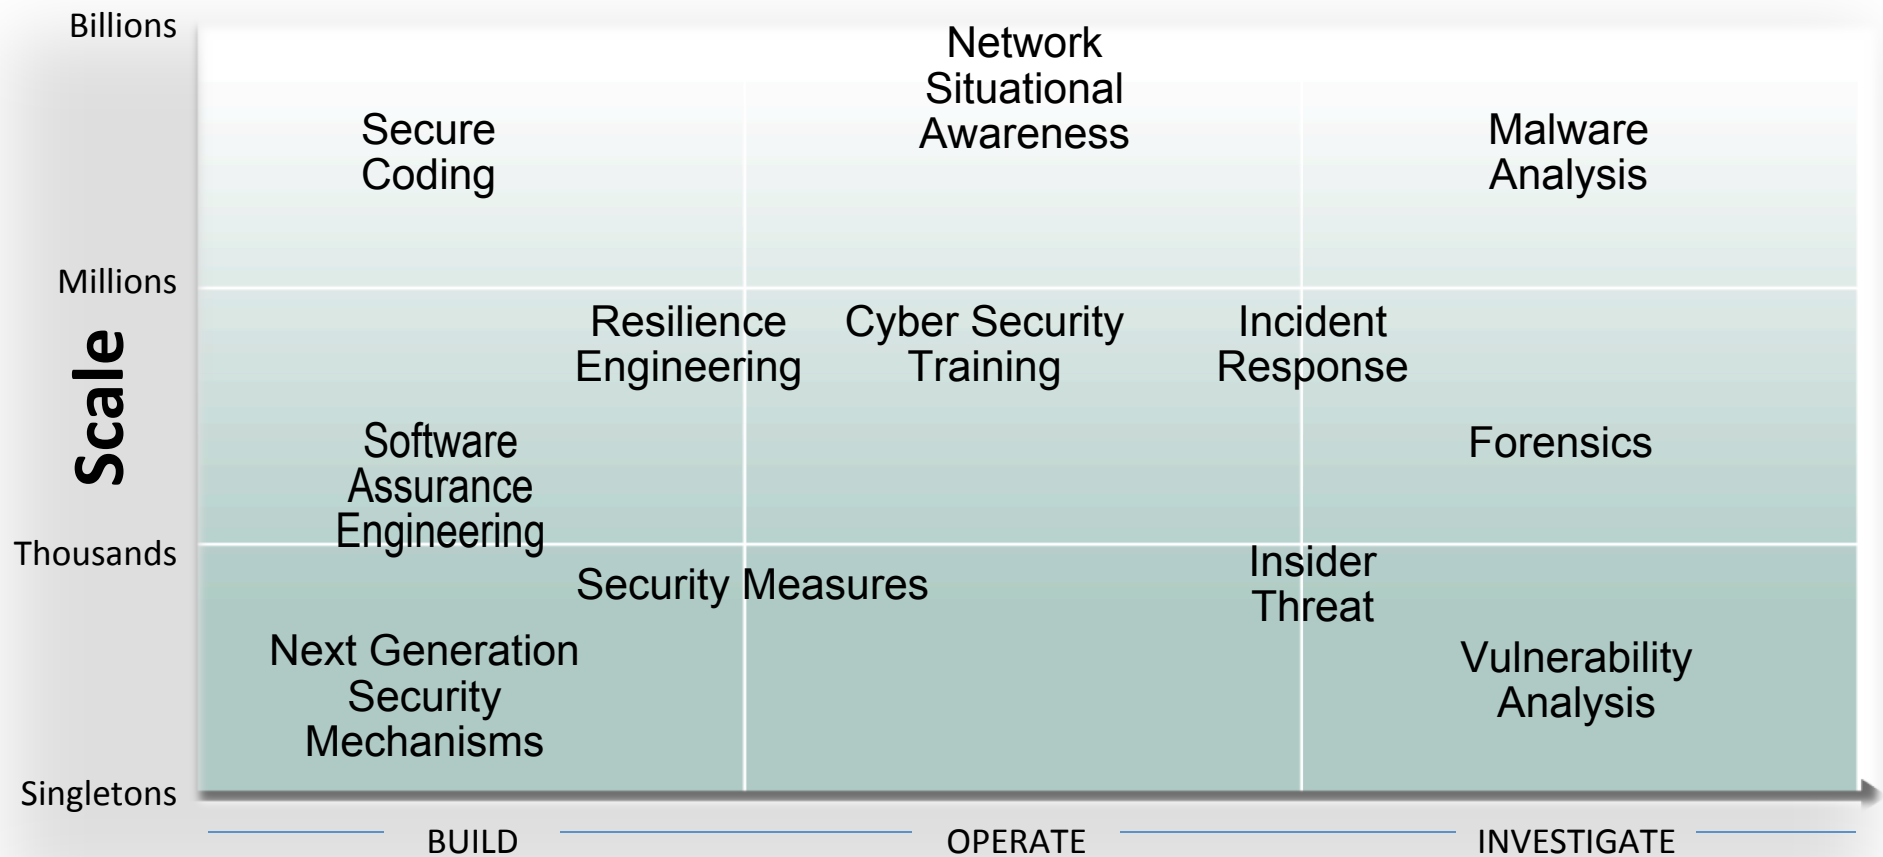 Billions
Network
Situational
Awareness
Secure
Coding
Malware
Analysis
Millions
Resilience
Engineering
Cyber Security
Training
Incident
Response
Scale
Software
Assurance
Engineering
Forensics
Thousands
Security Measures
Insider
Threat
Next Generation
Security
Mechanisms
Vulnerability
Analysis
Singletons
BUILD
OPERATE
INVESTIGATE